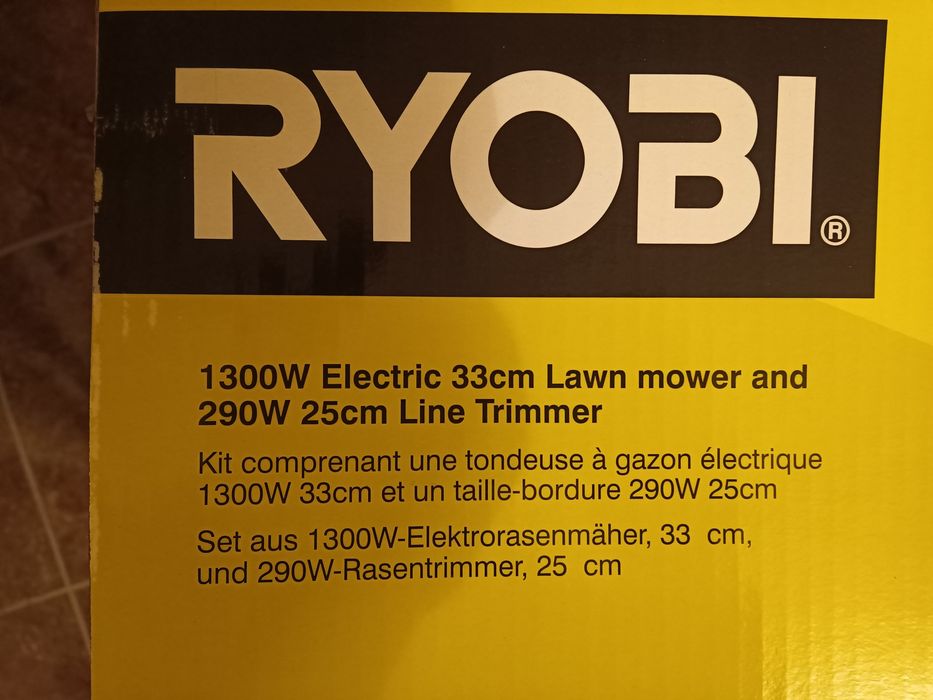 RYOBI®
1300W Electric 33cm Lawn mower and
290W 25cm Line Trimmer
Kit comprenant une tondeuse à gazon électrique
1300W 33cm et un taille-bordure 290W 25cm
Set aus 1300W-Elektrorasenmäher, 33 cm,
und 290W-Rasentrimmer, 25 cm